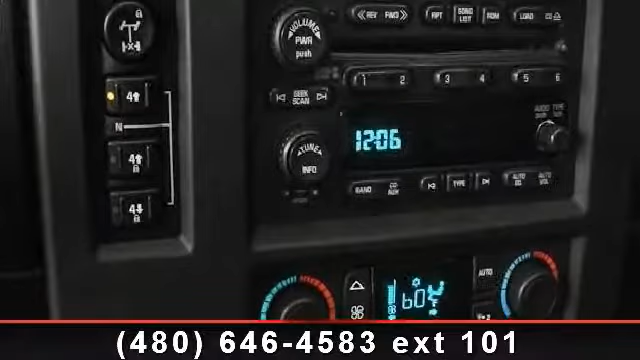 VOLUME
PWR
push
REV FWD
RPT
SONG LIST
RDM
LOAD
1 2
3 4
5 6
SEEK
SCAN
4
N
4
4
12:06
AUDIO TYPE
TUNE
INFO
BAND
AUX
TYPE
AUTO EQ
AUTO VOL
AUTO
60
(480) 646-4583 ext 101